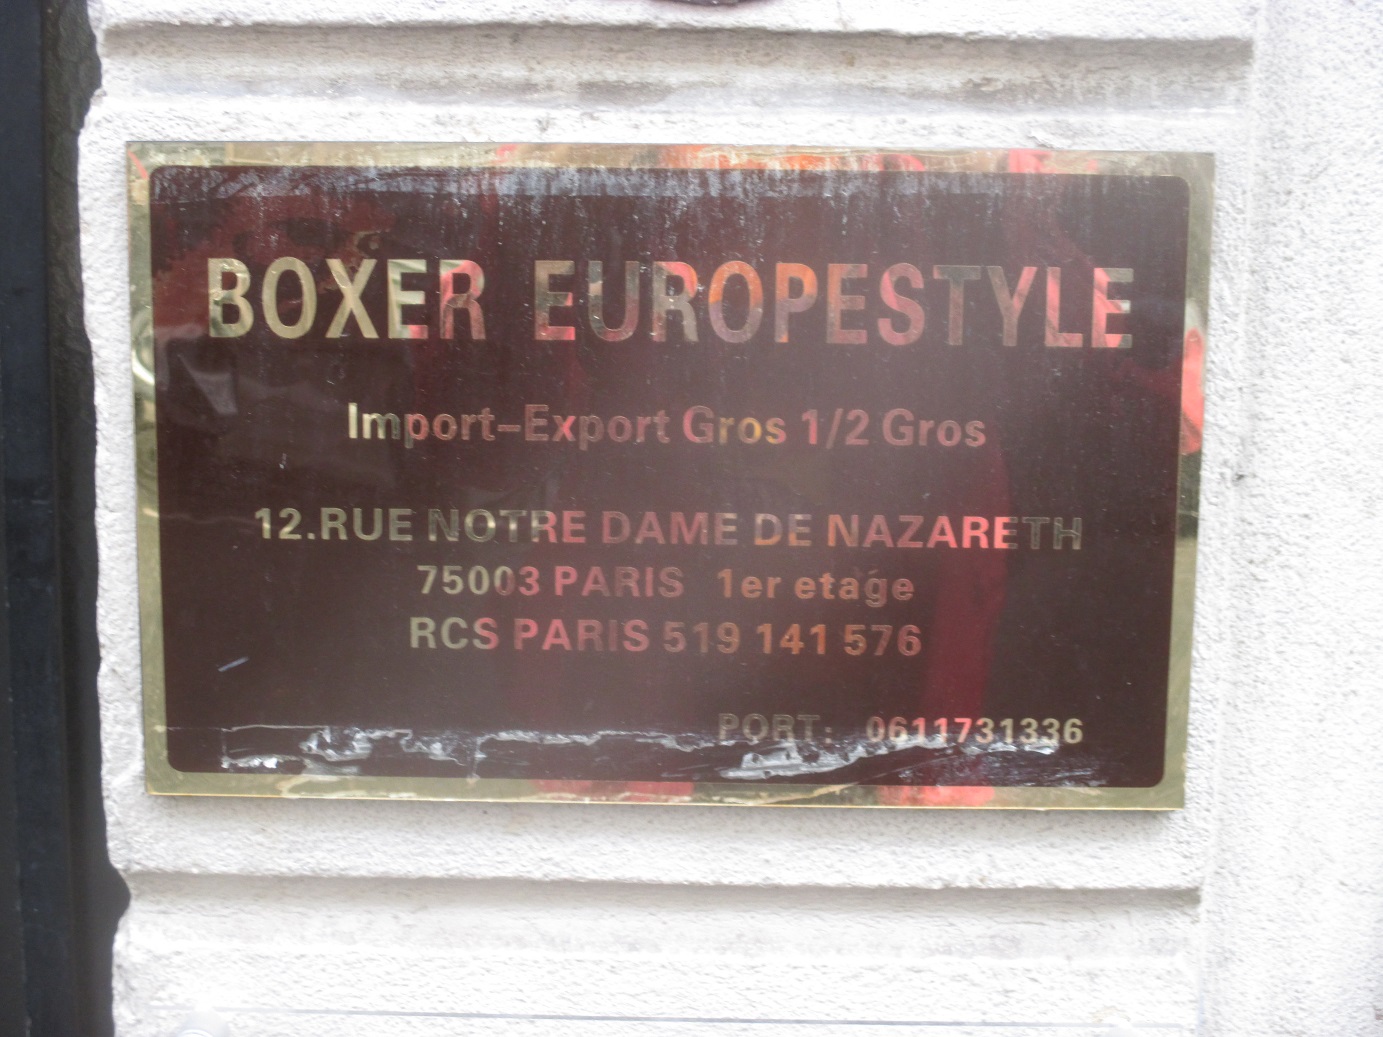 BOXER EUROPESTYLE
Import-Export Gros 1/2 Gros
12.RUE NOTRE DAME DE NAZARETH
75003 PARIS 1er etage
RCS PARIS 519 141 576
PORT: 0611731336